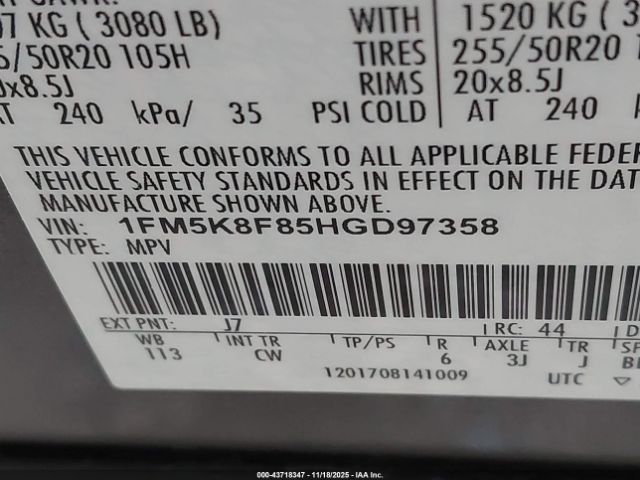 7 KG ( 3080 LB) WITH 1520 KG ( 3
/50R20 105H TIRES 255/50R20 1
x8.5J RIMS 20x8.5J
AT 240 kPa/ 35 PSI COLD AT 240
THIS VEHICLE CONFORMS TO ALL APPLICABLE FEDER
VEHICLE SAFETY STANDARDS IN EFFECT ON THE DAT
MANUFACTURE SHOWN ABOVE.
VIN: 1FM5K8F85HGD97358
TYPE: MPV
EXT PNT: J7 RC: 44 D
WB INT TR TP/PS R AXLE TR SP
113 CW 6 3J J
1201708141009 UTC
000-43718347 - 11/18/2025 - IAA Inc.